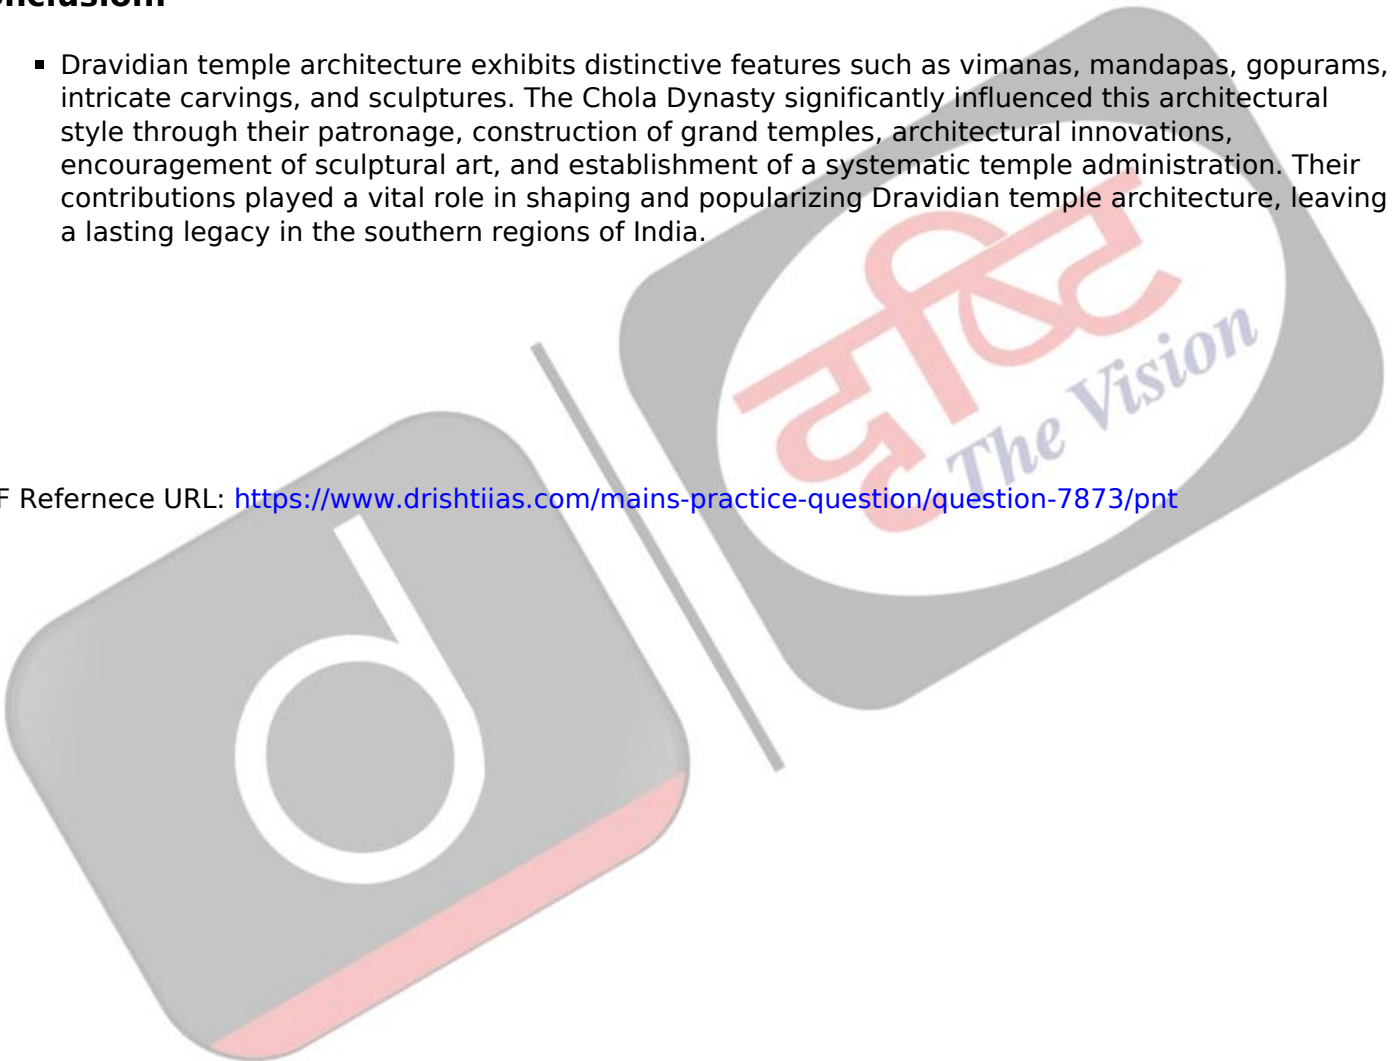 ▪ Dravidian temple architecture exhibits distinctive features such as vimanas, mandapas, gopurams,
intricate carvings, and sculptures. The Chola Dynasty significantly influenced this architectural
style through their patronage, construction of grand temples, architectural innovations,
encouragement of sculptural art, and establishment of a systematic temple administration. Their
contributions played a vital role in shaping and popularizing Dravidian temple architecture, leaving
a lasting legacy in the southern regions of India.
दृष्टि
The Vision
F Refernece URL: https://www.drishtiias.com/mains-practice-question/question-7873/pnt
d